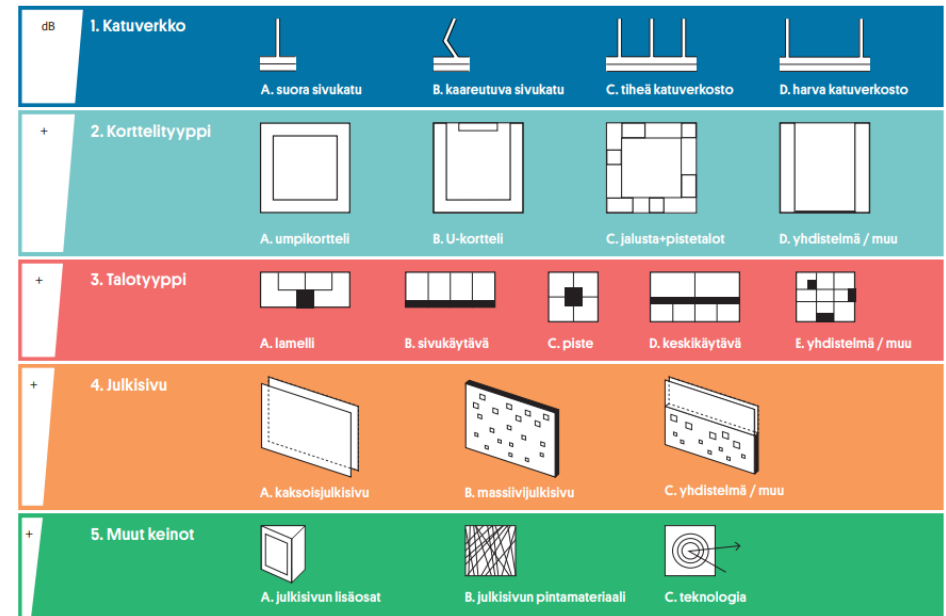 dB
1. Katuverkko
A. suora sivukatu
B. kaareutuva sivukatu
C. tiheä katuverkosto
D. harva katuverkosto
+
2. Korttelityyppi
A. umpikortteli
B. U-kortteli
C. jalusta+pistetalot
D. yhdistelmä / muu
+
3. Talotyyppi
A. lamelli
B. sivukäytävä
C. piste
D. keskikäytävä
E. yhdistelmä / muu
+
4. Julkisivu
A. kaksoisjulkisivu
B. massiivijulkisivu
C. yhdistelmä / muu
+
5. Muut keinot
A. julkisivun lisäosat
B. julkisivun pintamateriaali
C. teknologia